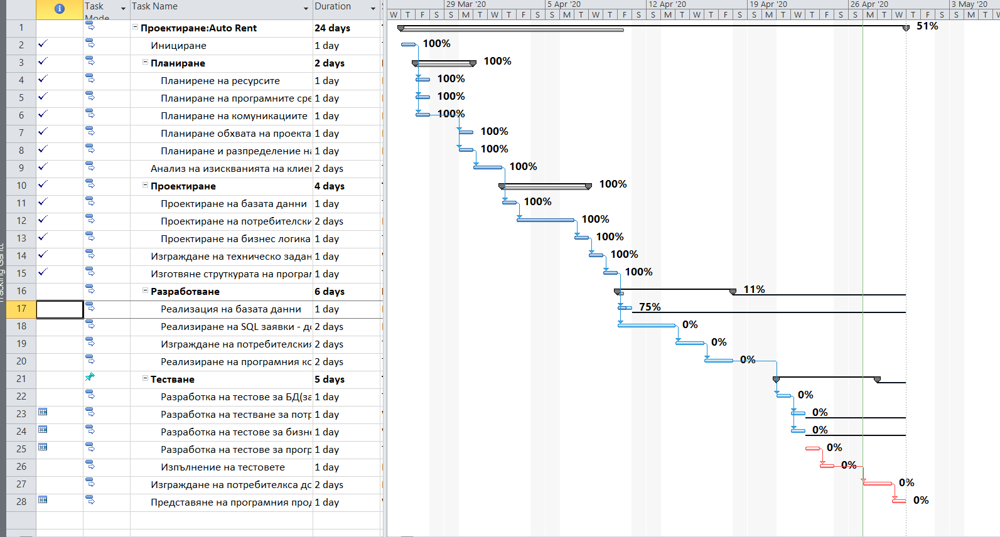 Task Mode Task Name Duration
29 Mar '20 5 Apr '20 12 Apr '20 19 Apr '20 26 Apr '20 3 May '20
W T F S S M T W T F S S M T W T F S S M T W T F S S M T W T F S S M T W T F S S M T
1 Проектиране:Auto Rent 24 days 51%
2 Инициране 1 day 100%
3 Планиране 2 days 100%
4 Планирене на ресурсите 1 day 100%
5 Планиране на програмните сре 1 day 100%
6 Планиране на комуникациите 1 day 100%
7 Планиране обхвата на проекта 1 day 100%
8 Планиране и разпределение на 1 day 100%
9 Анализ на изискванията на клиен 2 days 100%
10 Проектиране 4 days 100%
11 Проектиране на базата данни 1 day 100%
12 Проектиране на потребителски 2 days 100%
13 Проектиране на бизнес логика 1 day 100%
14 Изграждане на техническо задан 1 day 100%
15 Изготвяне струткурата на програм 1 day 100%
16 Разработване 6 days 11%
17 Реализация на базата данни 1 day 75%
18 Реализиране на SQL заявки - до 2 days 0%
19 Изграждане на потребителския 2 days 0%
20 Реализиране на програмния ко 2 days 0%
21 Тестване 5 days
22 Разработка на тестове за БД(за 1 day 0%
23 Разработка на тестване за потр 1 day 0%
24 Разработка на тестове за бизне 1 day 0%
25 Разработка на тестове за прогр 1 day 0%
26 Изпълнение на тестовете 1 day 0%
27 Изграждане на потребителкса до 2 days 0%
28 Представяне на програмния прод 1 day 0%